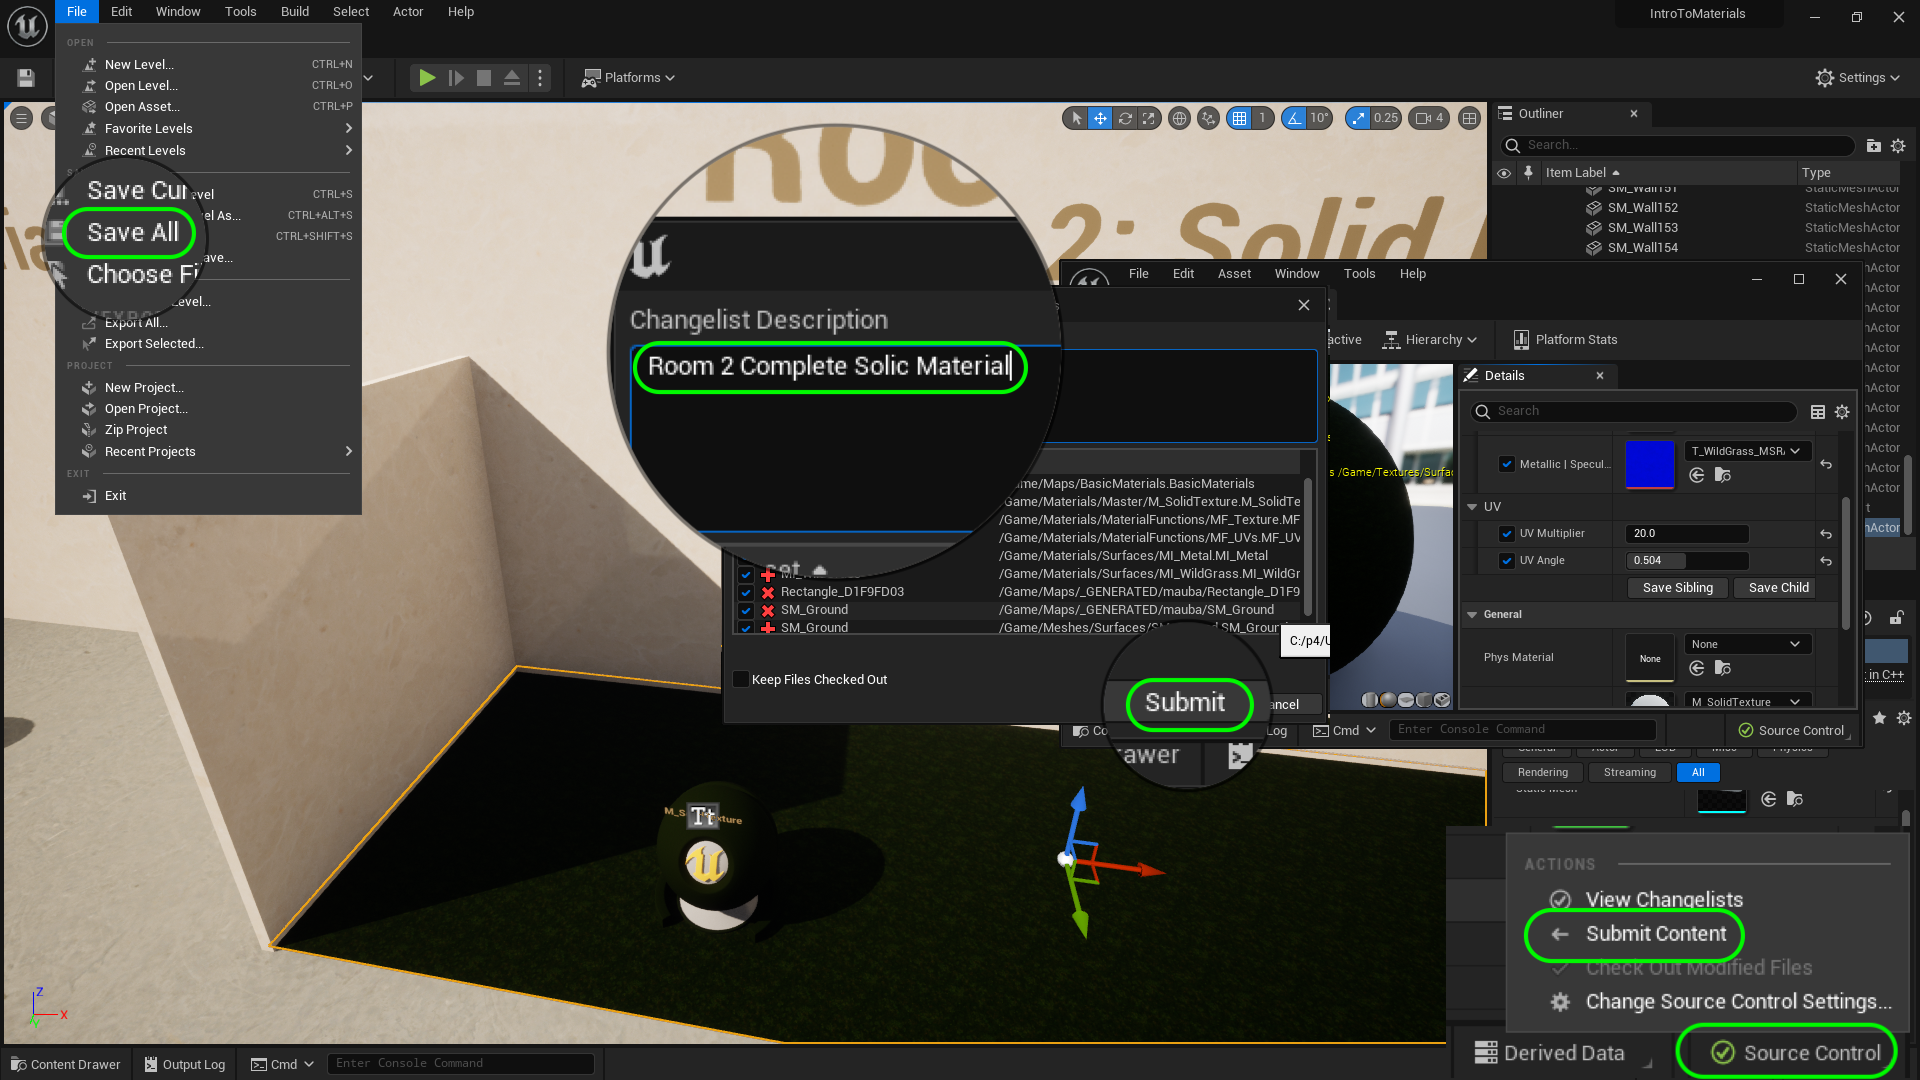 File Edit Window Tools Build Select Actor Help
IntroToMaterials
OPEN
New Level... CTRL+N
Open Level... CTRL+O
Open Asset... CTRL+P
Favorite Levels
Recent Levels
Save Cur evel CTRL+S
el As... CTRL+ALT+S
Save All CTRL+SHIFT+S
Choose Fi ave...
evel...
Export All...
Export Selected...
PROJECT
New Project...
Open Project...
Zip Project
Recent Projects
EXIT
Exit
Platforms
Settings
1 10° 0.25 4
2: Solid
Outliner
Search...
Item Label Type
SM_Wall151 StaticMeshActor
SM_Wall152 StaticMeshActor
SM_Wall153 StaticMeshActor
SM_Wall154 StaticMeshActor
File Edit Asset Window Tools Help
Changelist Description
Room 2 Complete Solic Material
active Hierarchy Platform Stats
Details
Search
Metallic | Specul... T_WildGrass_MSR
UV
UV Multiplier 20.0
UV Angle 0.504
Save Sibling Save Child
General
Phys Material None None
M_SolidTexture
s /Game/Textures/Surfac
ame/Maps/BasicMaterials.BasicMaterials
/Game/Materials/Master/M_SolidTexture.M_SolidTe
/Game/Materials/MaterialFunctions/MF_Texture.MF
/Game/Materials/MaterialFunctions/MF_UVs.MF_UV
/Game/Materials/Surfaces/MI_Metal.MI_Metal
/Game/Materials/Surfaces/MI_WildGrass.MI_WildGr
Rectangle_D1F9FD03 /Game/Maps/_GENERATED/mauba/Rectangle_D1F9
SM_Ground /Game/Maps/_GENERATED/mauba/SM_Ground
SM_Ground /Game/Meshes/Surfaces/S d.SM_Groun
C:/p4/U
Keep Files Checked Out
Submit ancel
Log Cmd Enter Console Command Source Control
rawer
Rendering Streaming All
t in C++
Tt
ACTIONS
View Changelists
Submit Content
Check Out Modified Files
Change Source Control Settings...
Derived Data Source Control
Z
X
Y
Content Drawer Output Log Cmd Enter Console Command